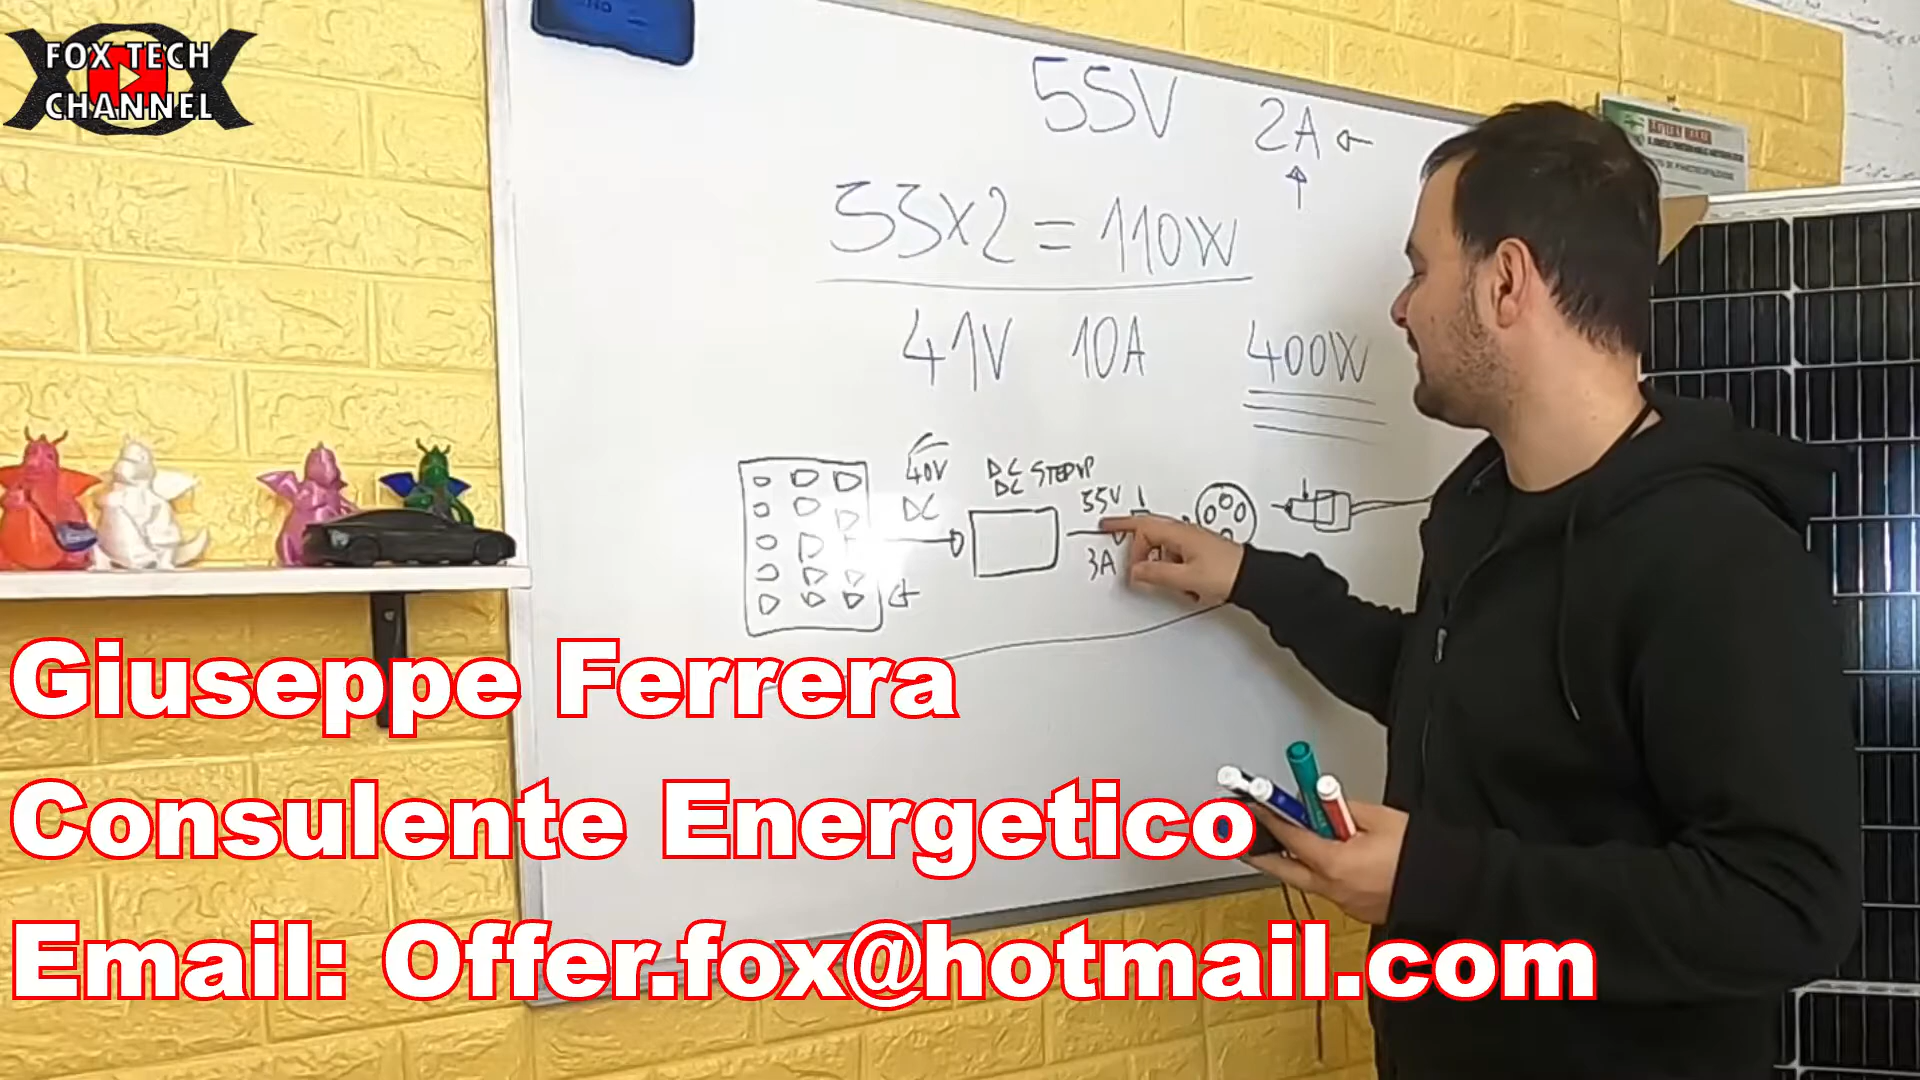 FOX TECH
CHANNEL
55V
2A
55x2 = 110W
41V 10A 400W
40V
DC
DC STEPUP
DC
55V
3A
Giuseppe Ferrera
Consulente Energetico
Email: Offer.fox@hotmail.com